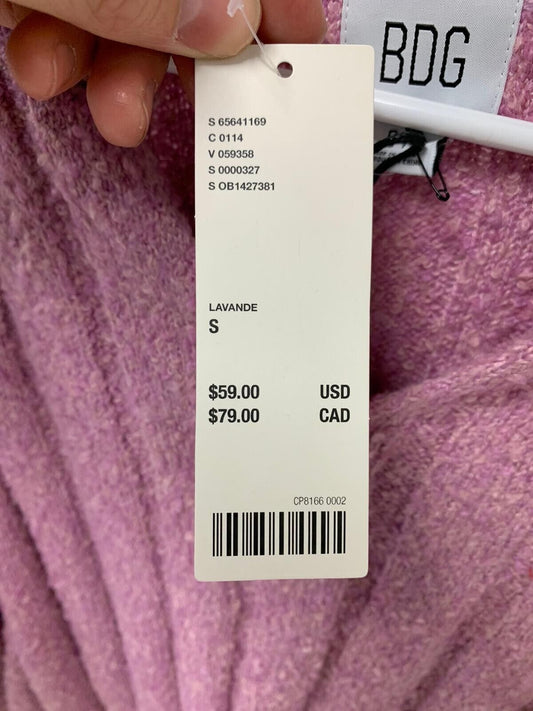 BDG
S 65641169
C 0114
V 059358
S 0000327
S OB1427381
LAVANDE
S
$59.00 USD
$79.00 CAD
CP8166 0002